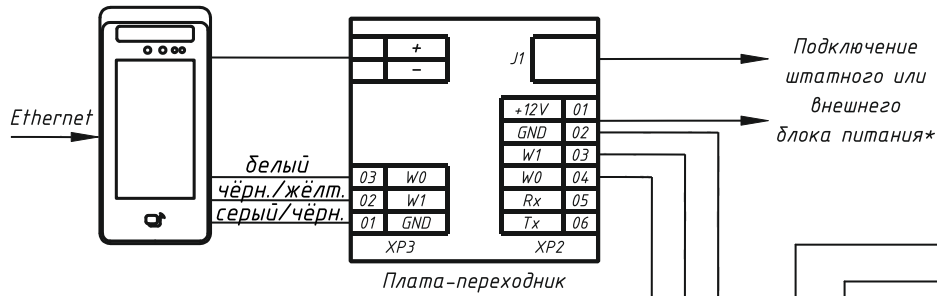 Ethernet
белый
чёрн./жёлт.
серый/чёрн.
+
-
J1
+12V 01
GND 02
W1 03
W0 04
Rx 05
Tx 06
XP2
03 W0
02 W1
01 GND
XP3
Плата-переходник
Подключение
штатного или
внешнего
блока питания*